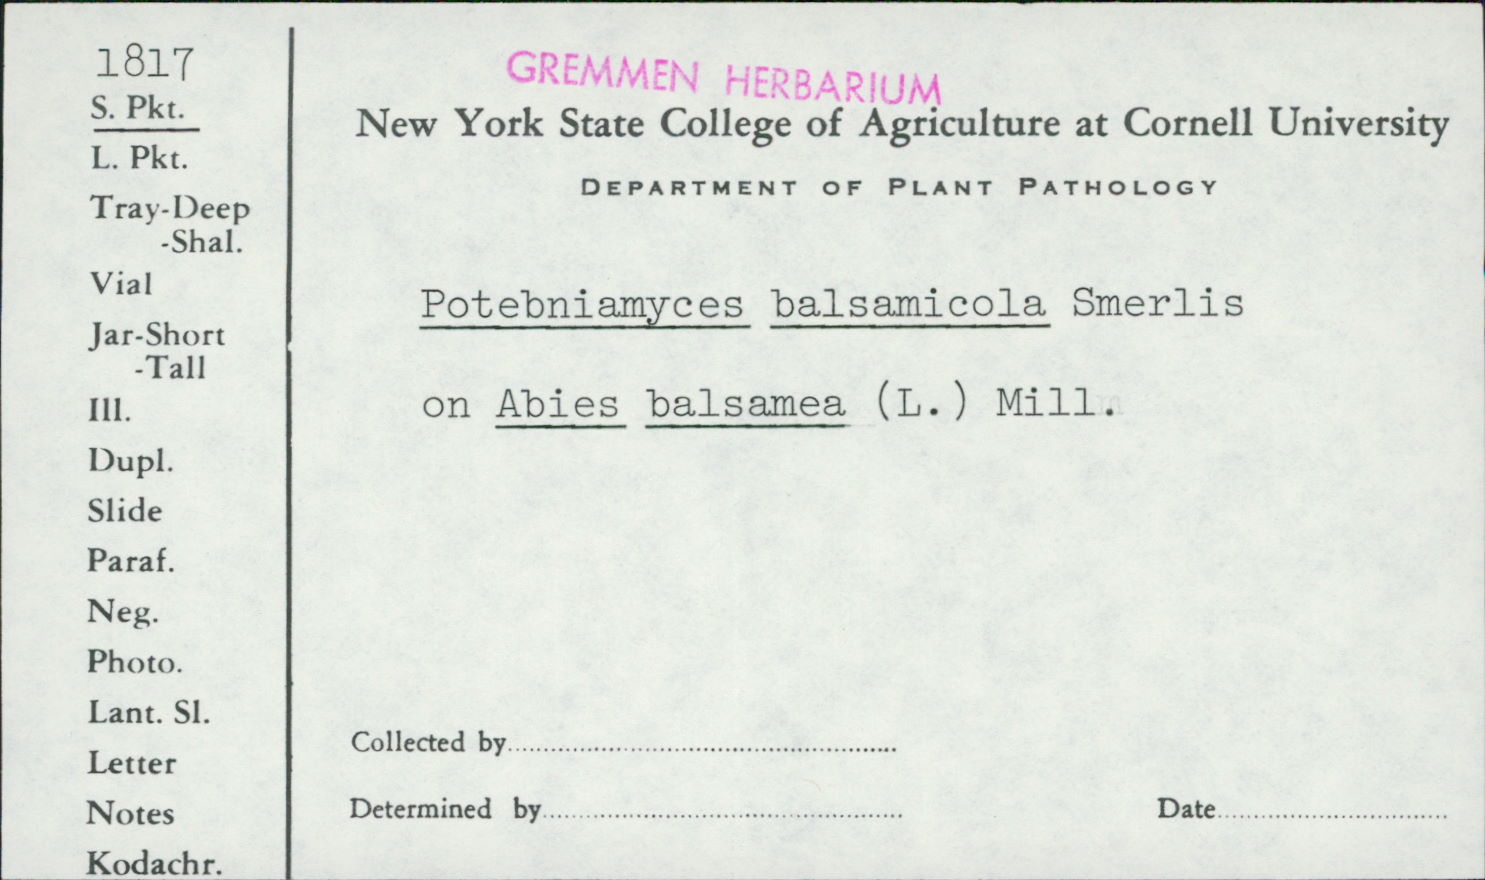 1817
S. Pkt.
L. Pkt.
Tray-Deep
-Shal.
Vial
Jar-Short
-Tall
Ill.
Dupl.
Slide
Paraf.
Neg.
Photo.
Lant. Sl.
Letter
Notes
Kodachr.
GREMMEN HERBARIUM
New York State College of Agriculture at Cornell University
DEPARTMENT OF PLANT PATHOLOGY
Potebniamyces balsamicola Smerlis
on Abies balsamea (L.) Mill.
Collected by
Determined by
Date